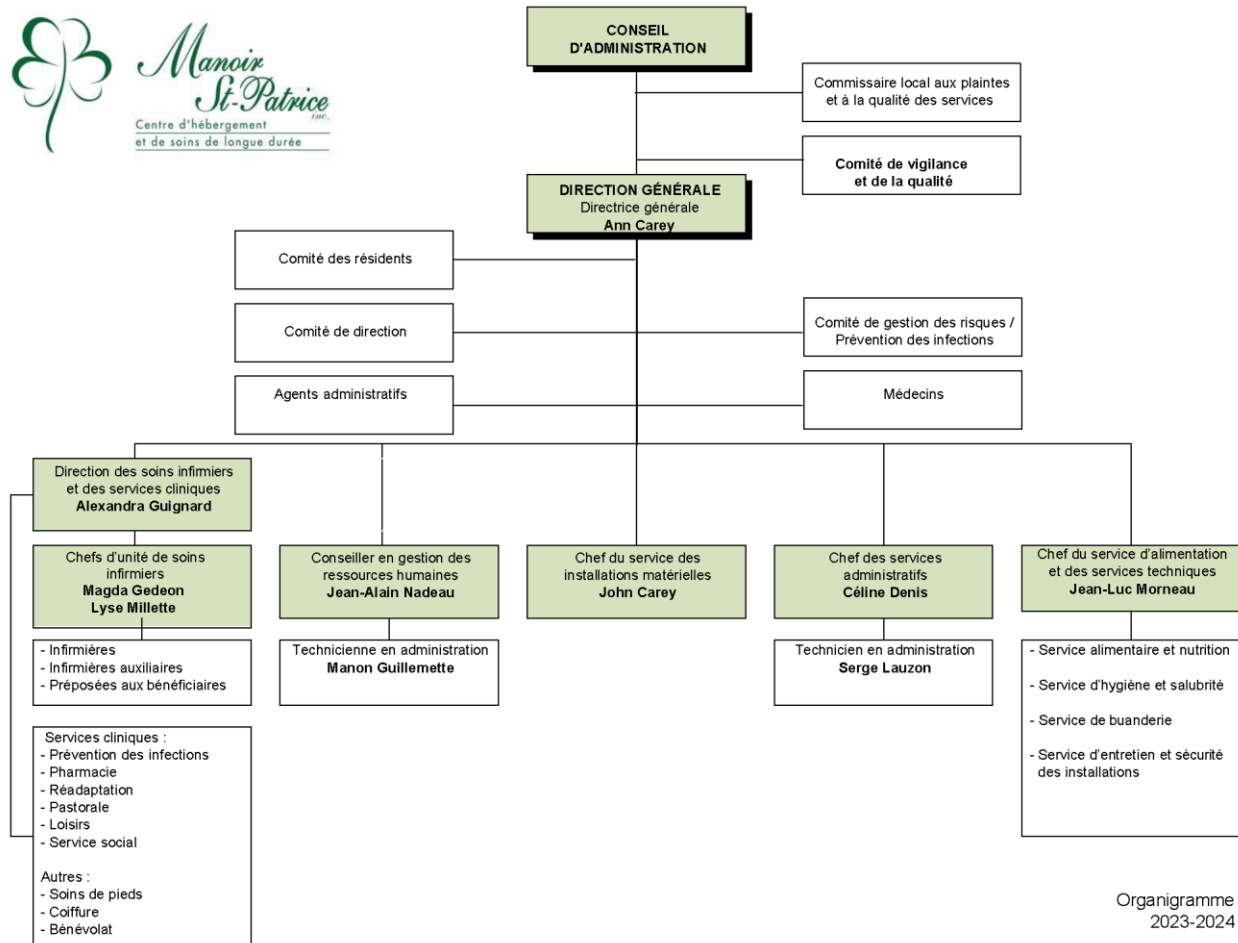 Manoir
St-Patrice
inc.
Centre d'hébergement
et de soins de longue durée
CONSEIL
D'ADMINISTRATION
Commissaire local aux plaintes
et à la qualité des services
Comité de vigilance
et de la qualité
DIRECTION GÉNÉRALE
Directrice générale
Ann Carey
Comité des résidents
Comité de direction
Comité de gestion des risques /
Prévention des infections
Agents administratifs
Médecins
Direction des soins infirmiers
et des services cliniques
Alexandra Guignard
Chefs d'unité de soins
infirmiers
Magda Gedeon
Lyse Millette
Conseiller en gestion des
ressources humaines
Jean-Alain Nadeau
Chef du service des
installations matérielles
John Carey
Chef des services
administratifs
Céline Denis
Chef du service d'alimentation
et des services techniques
Jean-Luc Morneau
- Infirmières
- Infirmières auxiliaires
- Préposées aux bénéficiaires
Technicienne en administration
Manon Guillemette
Technicien en administration
Serge Lauzon
- Service alimentaire et nutrition
- Service d'hygiène et salubrité
- Service de buanderie
- Service d'entretien et sécurité
des installations
Services cliniques :
- Prévention des infections
- Pharmacie
- Réadaptation
- Pastorale
- Loisirs
- Service social
Autres :
- Soins de pieds
- Coiffure
- Bénévolat
Organigramme
2023-2024